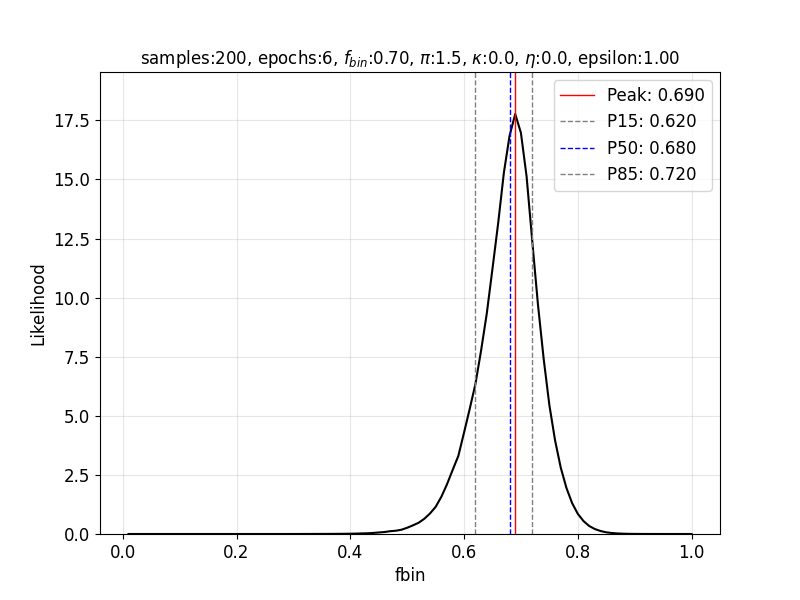 samples:200, epochs:6, f_bin:0.70, π:1.5, κ:0.0, η:0.0, epsilon:1.00
Peak: 0.690
P15: 0.620
P50: 0.680
P85: 0.720
17.5
15.0
12.5
10.0
7.5
5.0
2.5
0.0
Likelihood
0.0 0.2 0.4 0.6 0.8 1.0
fbin